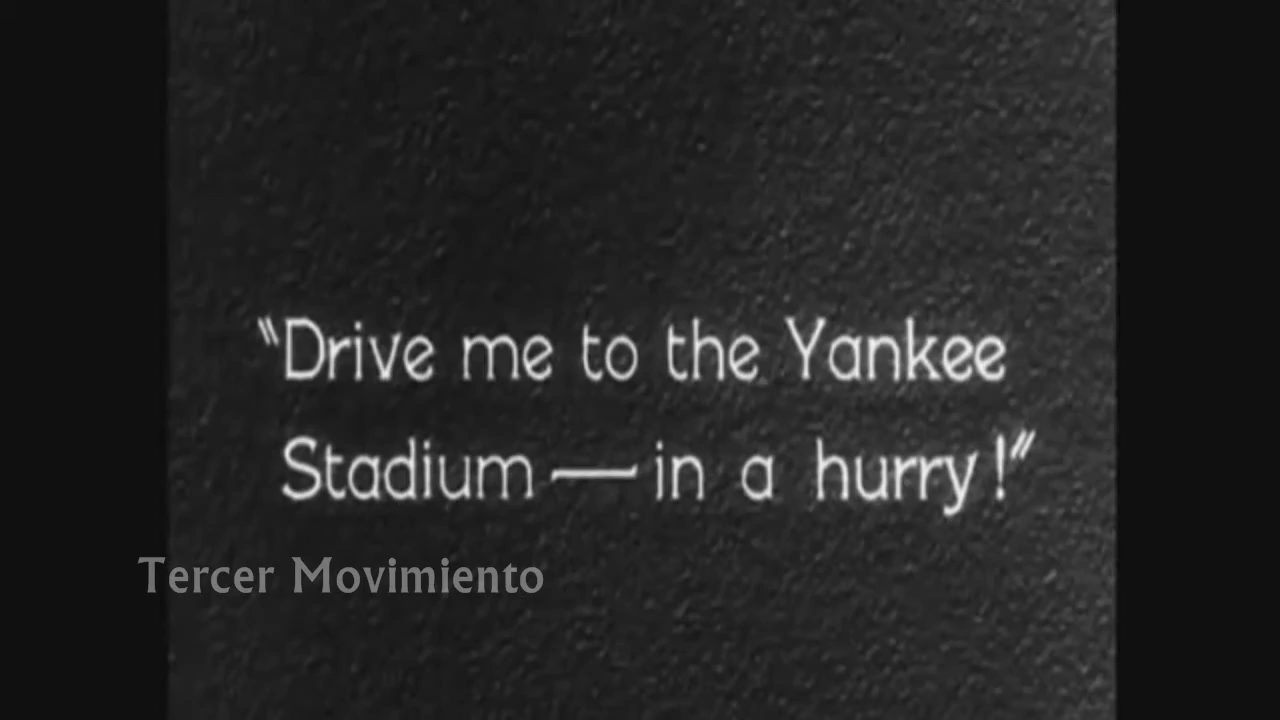 "Drive me to the Yankee
Stadium — in a hurry!"
Tercer Movimiento